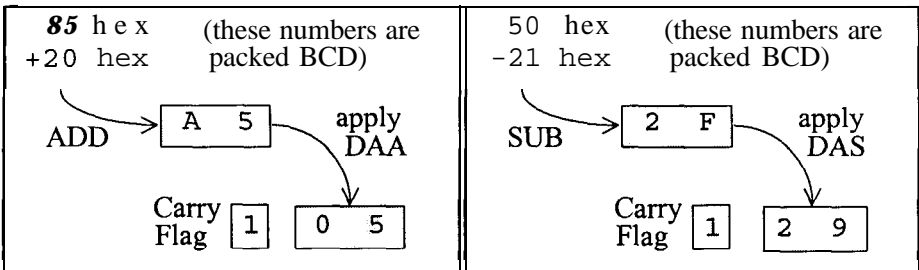 85 hex (these numbers are
+20 hex packed BCD)
ADD
A 5
apply
DAA
Carry
Flag
1
0 5
50 hex (these numbers are
-21 hex packed BCD)
SUB
2 F
apply
DAS
Carry
Flag
1
2 9